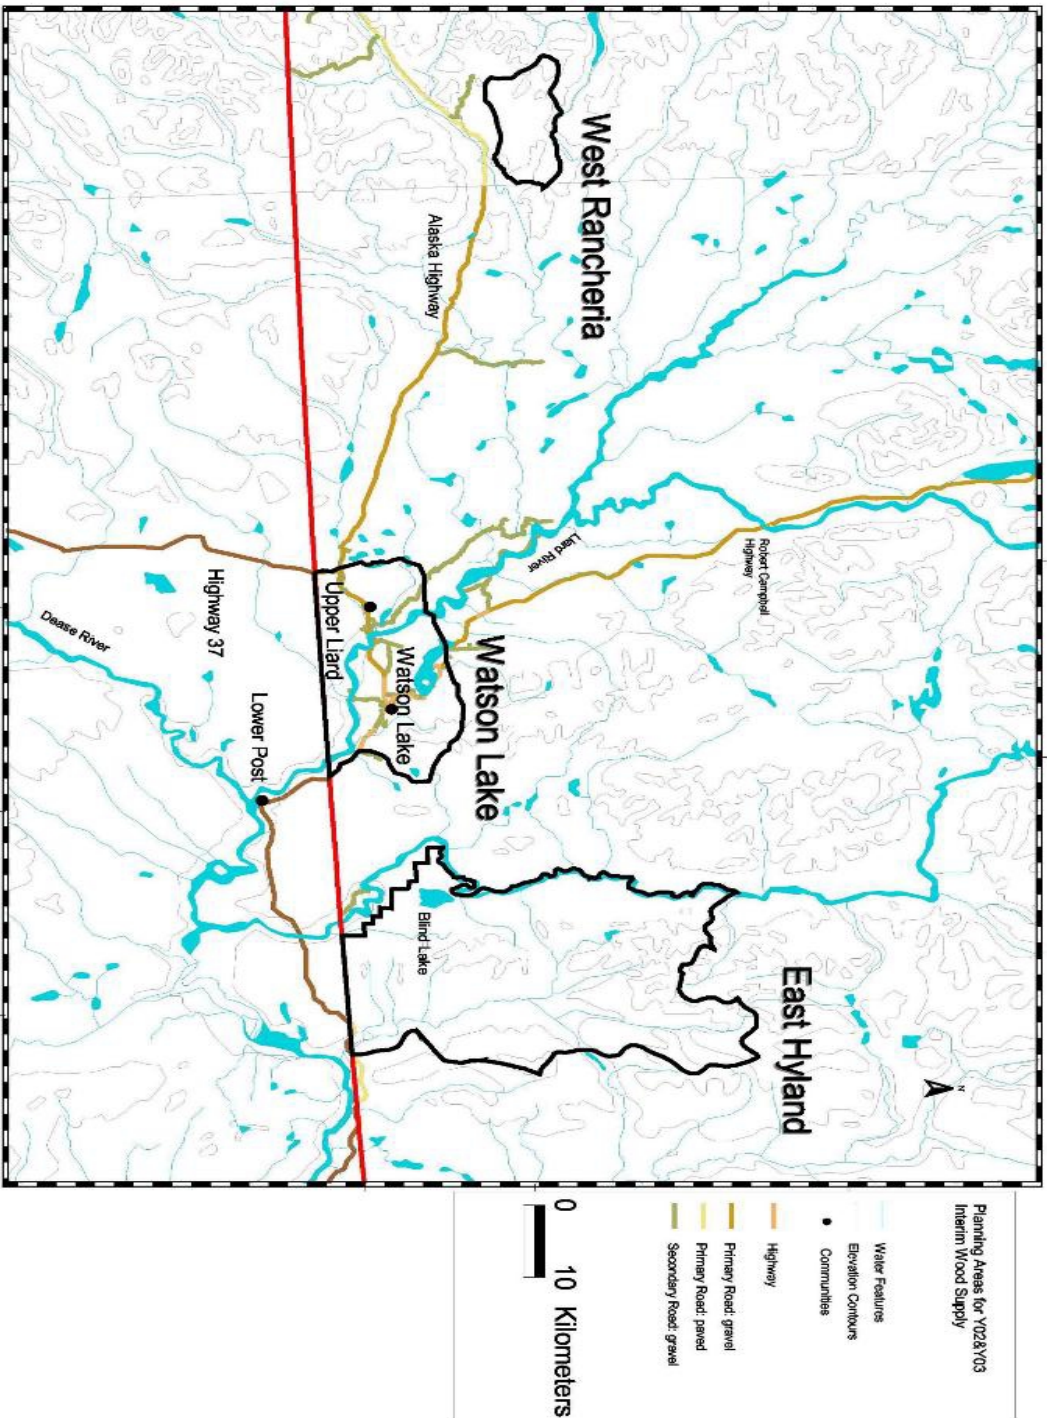 West Rancheria
Alaska Highway
Robert Campbell
Highway
Liard River
Watson Lake
Watson Lake
Upper Liard
Highway 37
Dease River
Lower Post
Blind Lake
East Hyland
N
Planning Areas for Y02&Y03
Interim Wood Supply
Water Features
Elevation Contours
Communities
Highway
Primary Road: gravel
Primary Road: paved
Secondary Road: gravel
0 10 Kilometers